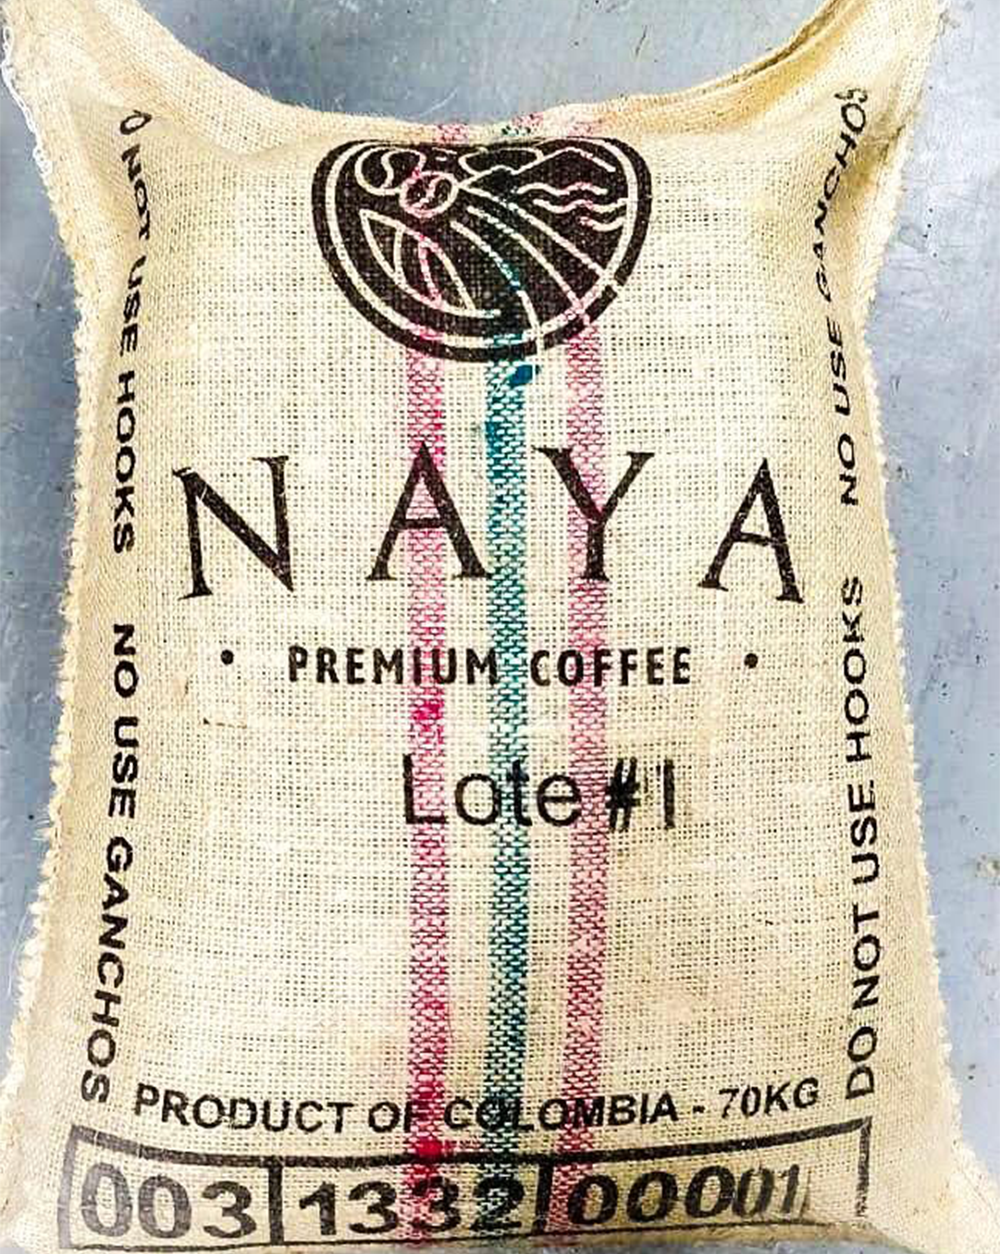 NAYA
• PREMIUM COFFEE •
Lote #1
NOT USE HOOKS NO USE GANCHOS
DO NOT USE HOOKS NO USE GANCHOS
PRODUCT OF COLOMBIA - 70KG
003 1332 00001